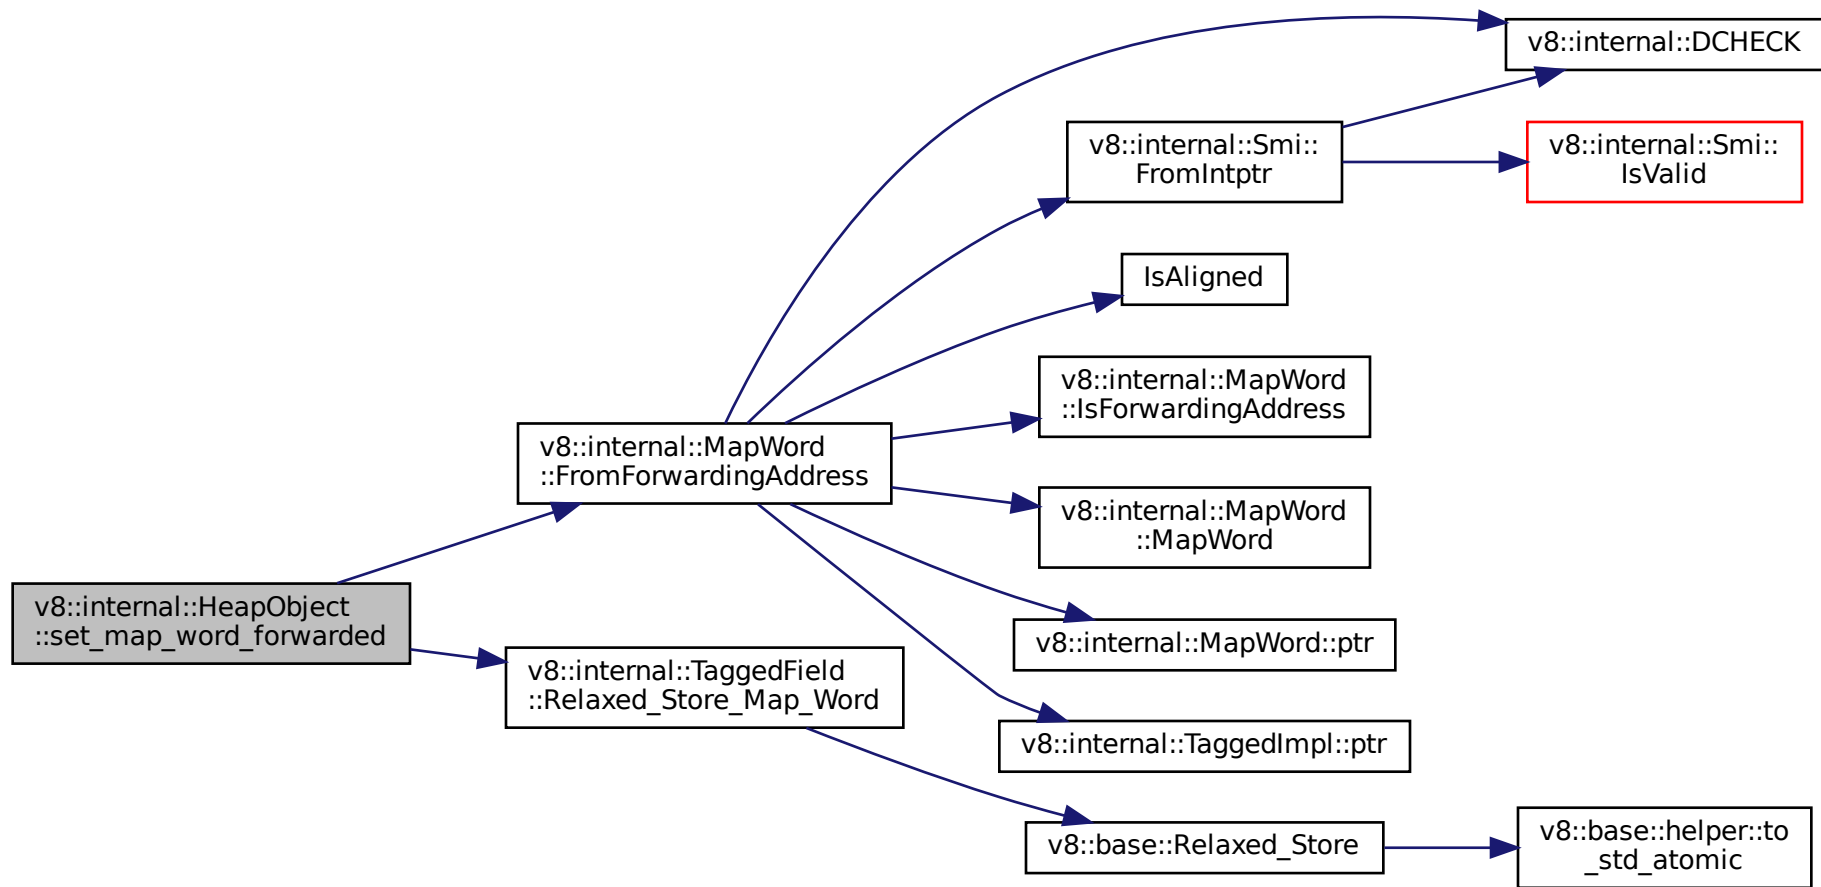 v8::internal::DCHECK
v8::internal::Smi::
FromIntptr
v8::internal::Smi::
IsValid
IsAligned
v8::internal::MapWord
::IsForwardingAddress
v8::internal::MapWord
::FromForwardingAddress
v8::internal::MapWord
::MapWord
v8::internal::HeapObject
::set_map_word_forwarded
v8::internal::MapWord::ptr
v8::internal::TaggedField
::Relaxed_Store_Map_Word
v8::internal::TaggedImpl::ptr
v8::base::Relaxed_Store
v8::base::helper::to
_std_atomic